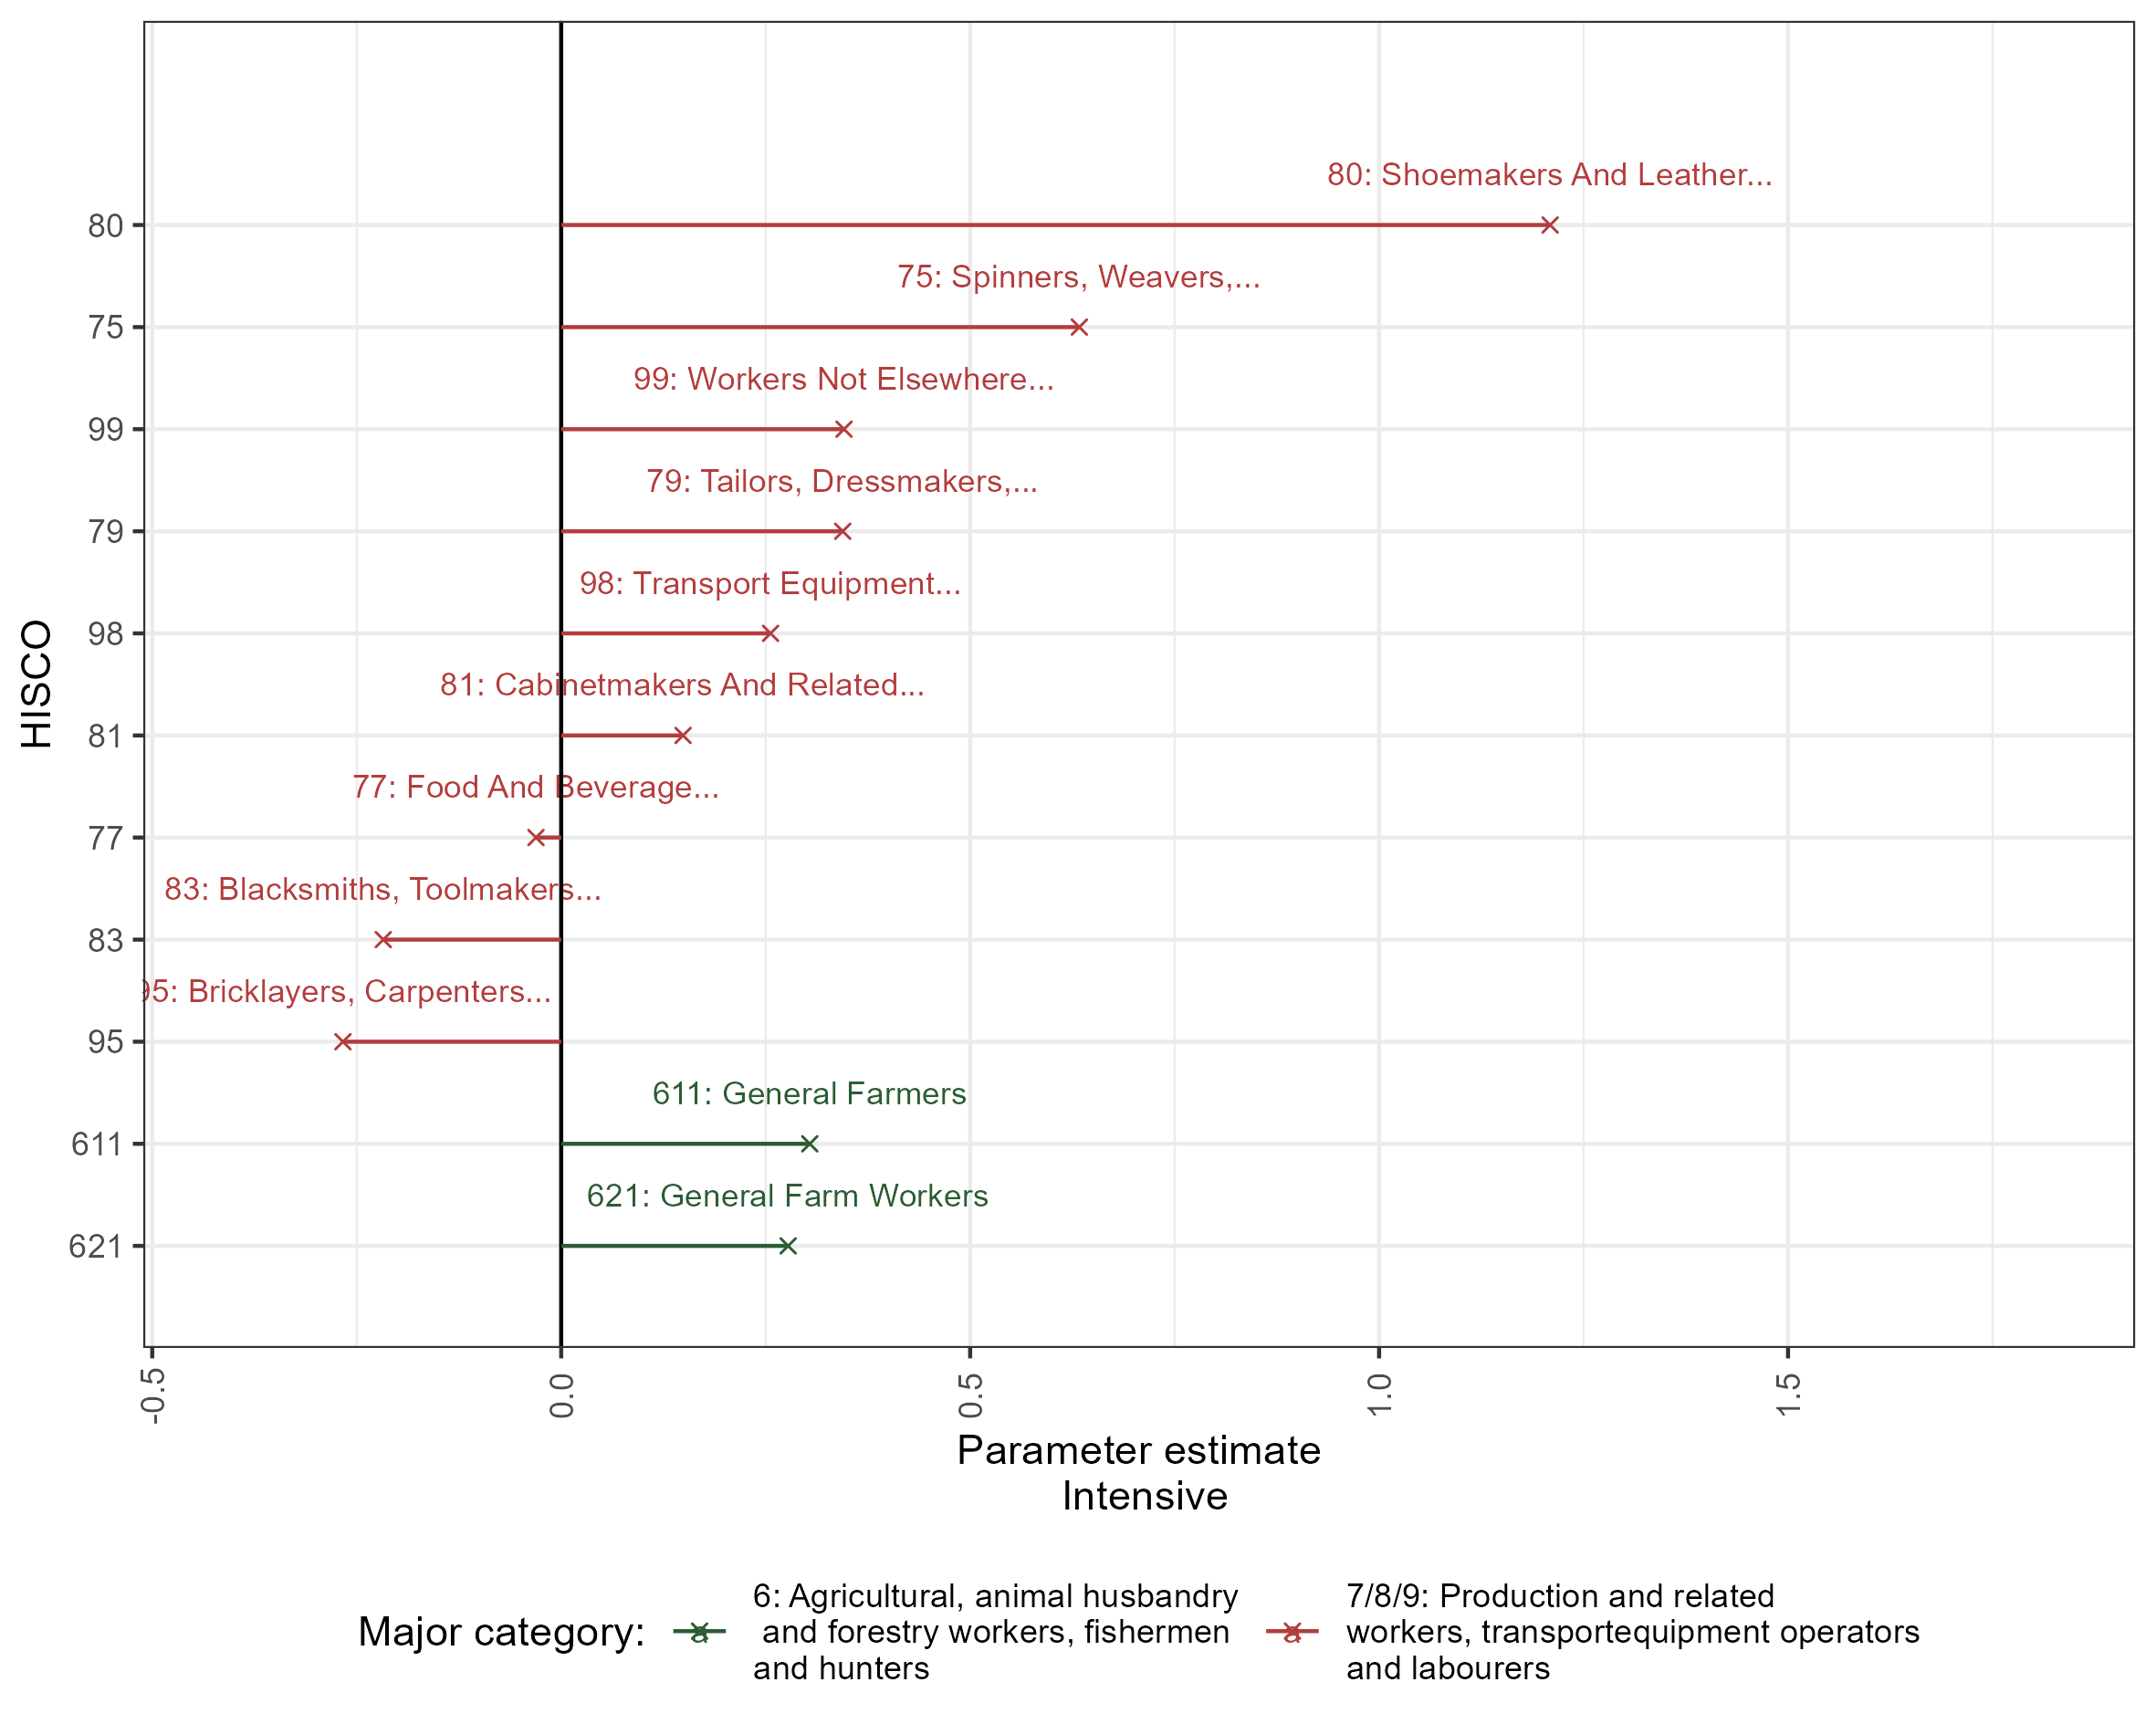 80: Shoemakers And Leather...
80
75: Spinners, Weavers,...
75
99: Workers Not Elsewhere...
99
79: Tailors, Dressmakers,...
79
98: Transport Equipment...
98
81: Cabinetmakers And Related...
81
77: Food And Beverage...
77
83: Blacksmiths, Toolmakers...
83
95: Bricklayers, Carpenters...
95
611: General Farmers
611
621: General Farm Workers
621
HISCO
-0.5 0.0 0.5 1.0 1.5
Parameter estimate
Intensive
Major category:
6: Agricultural, animal husbandry
and forestry workers, fishermen
and hunters
7/8/9: Production and related
workers, transportequipment operators
and labourers